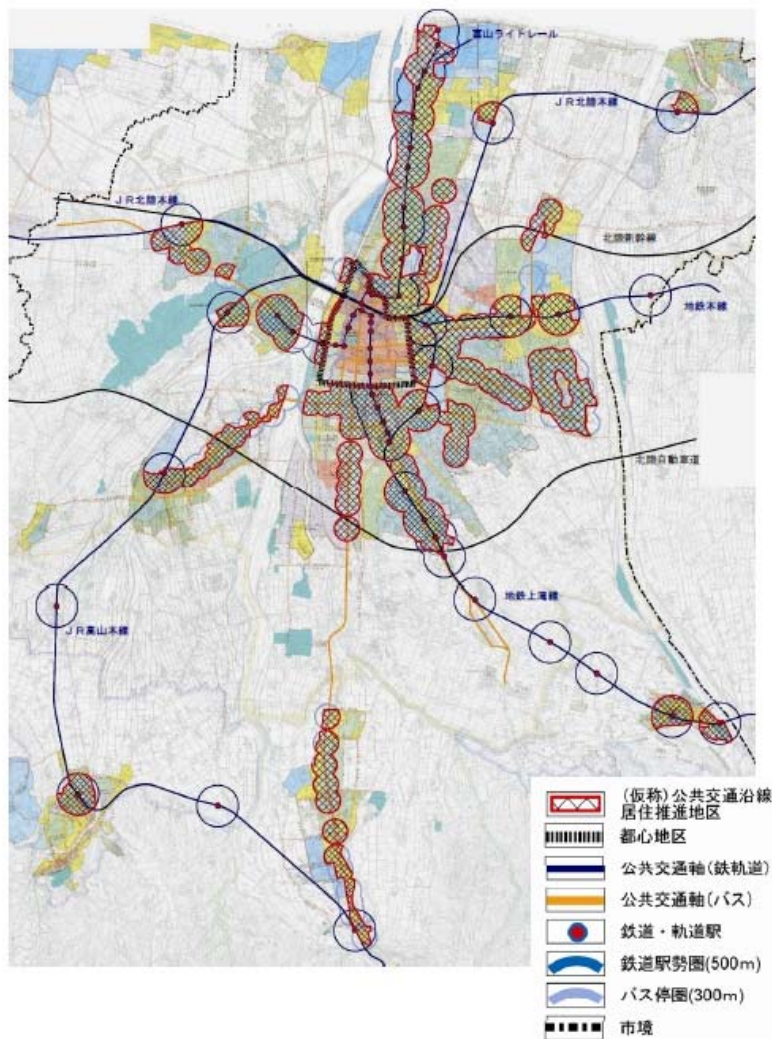 富山ライトレール
JR北陸本線
JR北陸本線
北陸新幹線
地鉄本線
北陸自動車道
地鉄上滝線
JR高山本線
(仮称)公共交通沿線
居住推進地区
都心地区
公共交通軸(鉄軌道)
公共交通軸(バス)
鉄道・軌道駅
鉄道駅勢圏(500m)
バス停圏(300m)
市境